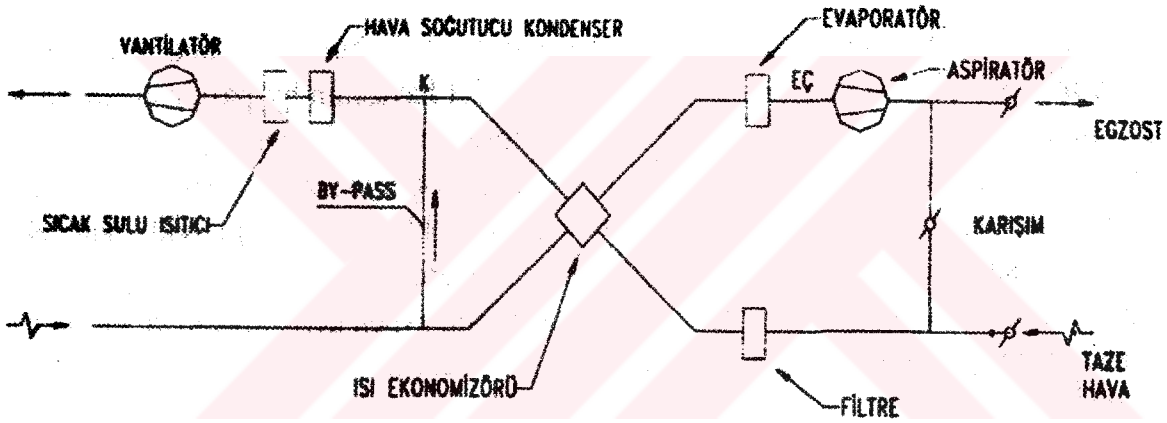 EVAPORATÖR
HAVA SOĞUTUCU KONDENSER
VANTİLATÖR
ASPİRATÖR
EÇ
K
EGZOST
BY-PASS
SICAK SULU ISITICI
KARIŞIM
TAZE
HAVA
ISI EKONOMİZÖRÜ
FİLTRE